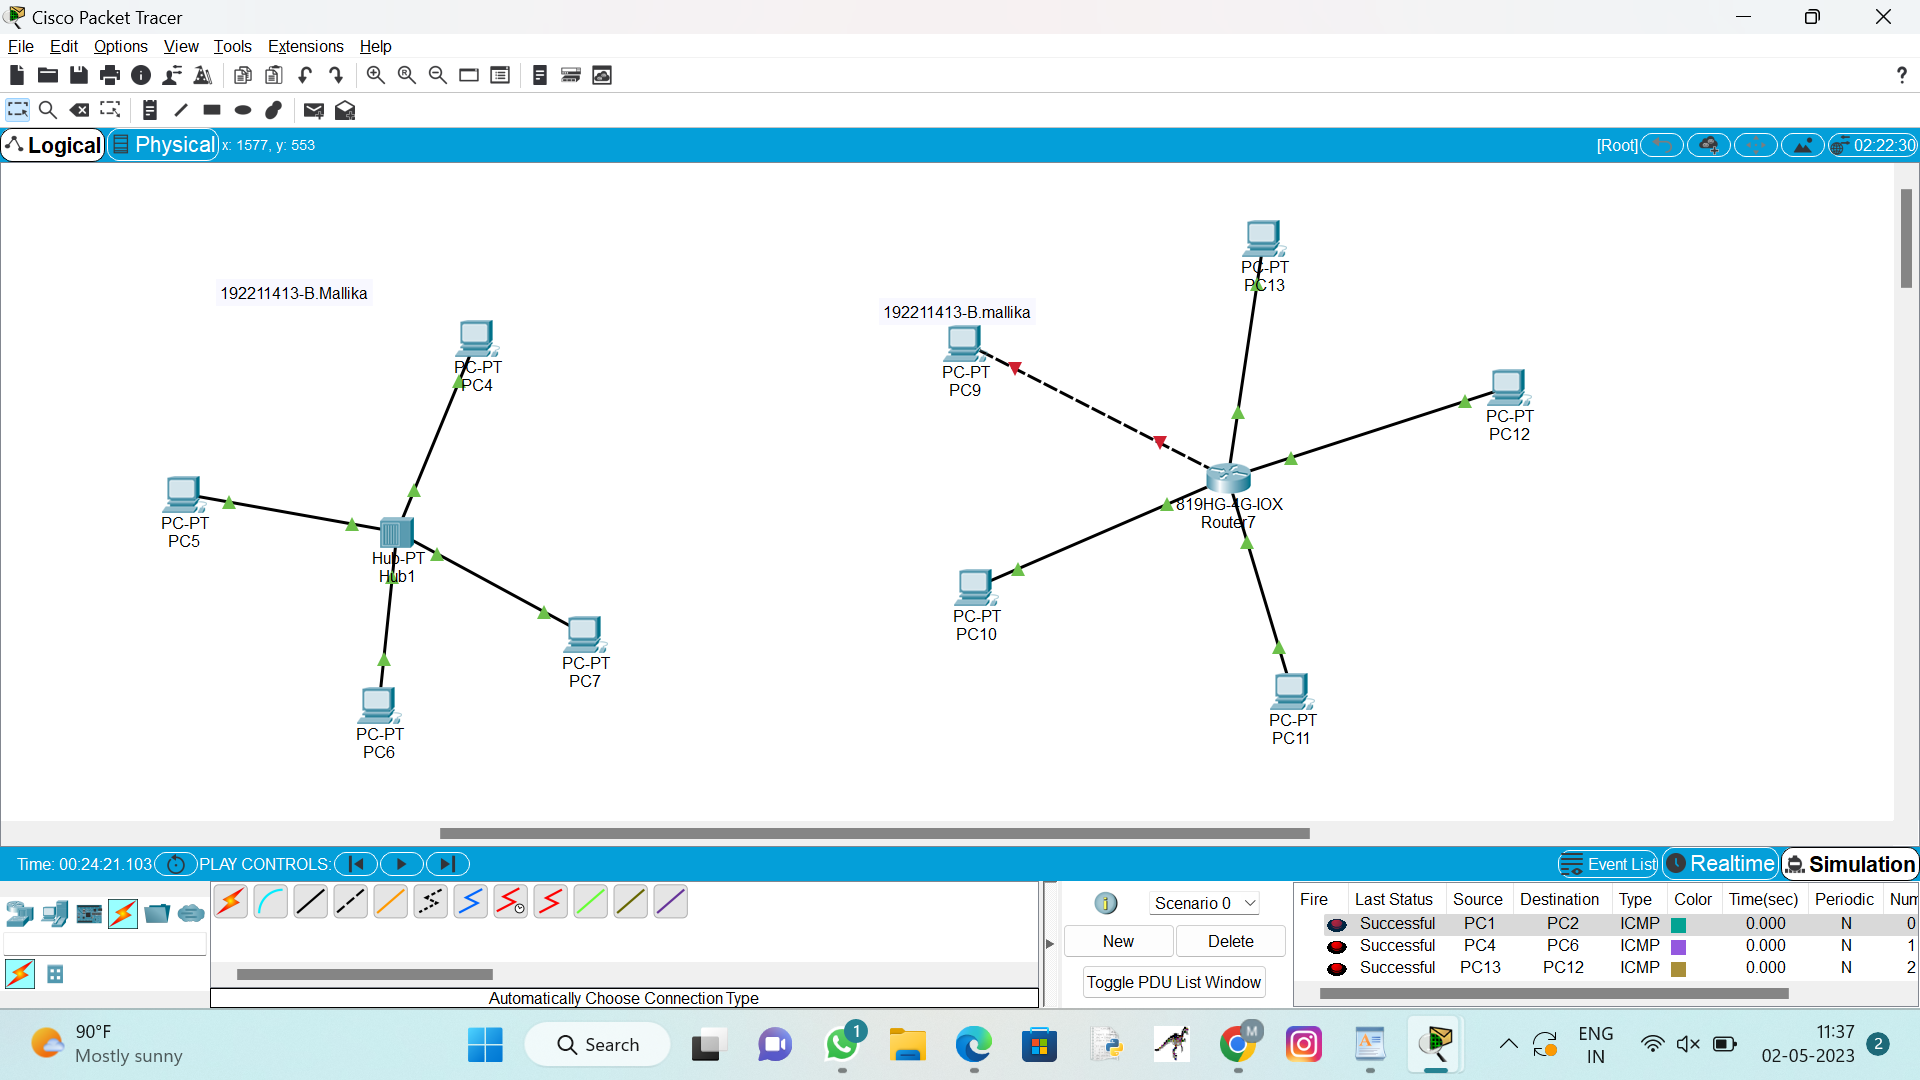 Cisco Packet Tracer
File Edit Options View Tools Extensions Help
?
Logical Physical x: 1577, y: 553 [Root] 02:22:30
192211413-B.Mallika
PC-PT
PC4
PC-PT
PC5
Hub-PT
Hub1
PC-PT
PC7
PC-PT
PC6
192211413-B.mallika
PC-PT
PC9
PC-PT
PC13
PC-PT
PC12
819HG-4G-IOX
Router7
PC-PT
PC10
PC-PT
PC11
Time: 00:24:21.103 PLAY CONTROLS: Event List Realtime Simulation
Automatically Choose Connection Type
Scenario 0
New Delete
Toggle PDU List Window
Fire Last Status Source Destination Type Color Time(sec) Periodic Num
Successful PC1 PC2 ICMP 0.000 N 0
Successful PC4 PC6 ICMP 0.000 N 1
Successful PC13 PC12 ICMP 0.000 N 2
90°F
Mostly sunny
Search
1
M
ENG
IN
11:37
02-05-2023
2